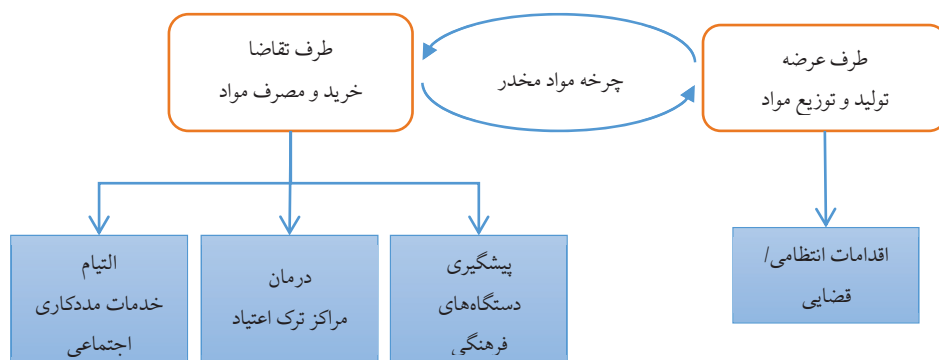 طرف عرضه
تولید و توزیع مواد
چرخه مواد مخدر
طرف تقاضا
خرید و مصرف مواد
اقدامات انتظامی/
قضایی
پیشگیری
دستگاه‌های
فرهنگی
درمان
مراکز ترک اعتیاد
التیام
خدمات مددکاری
اجتماعی